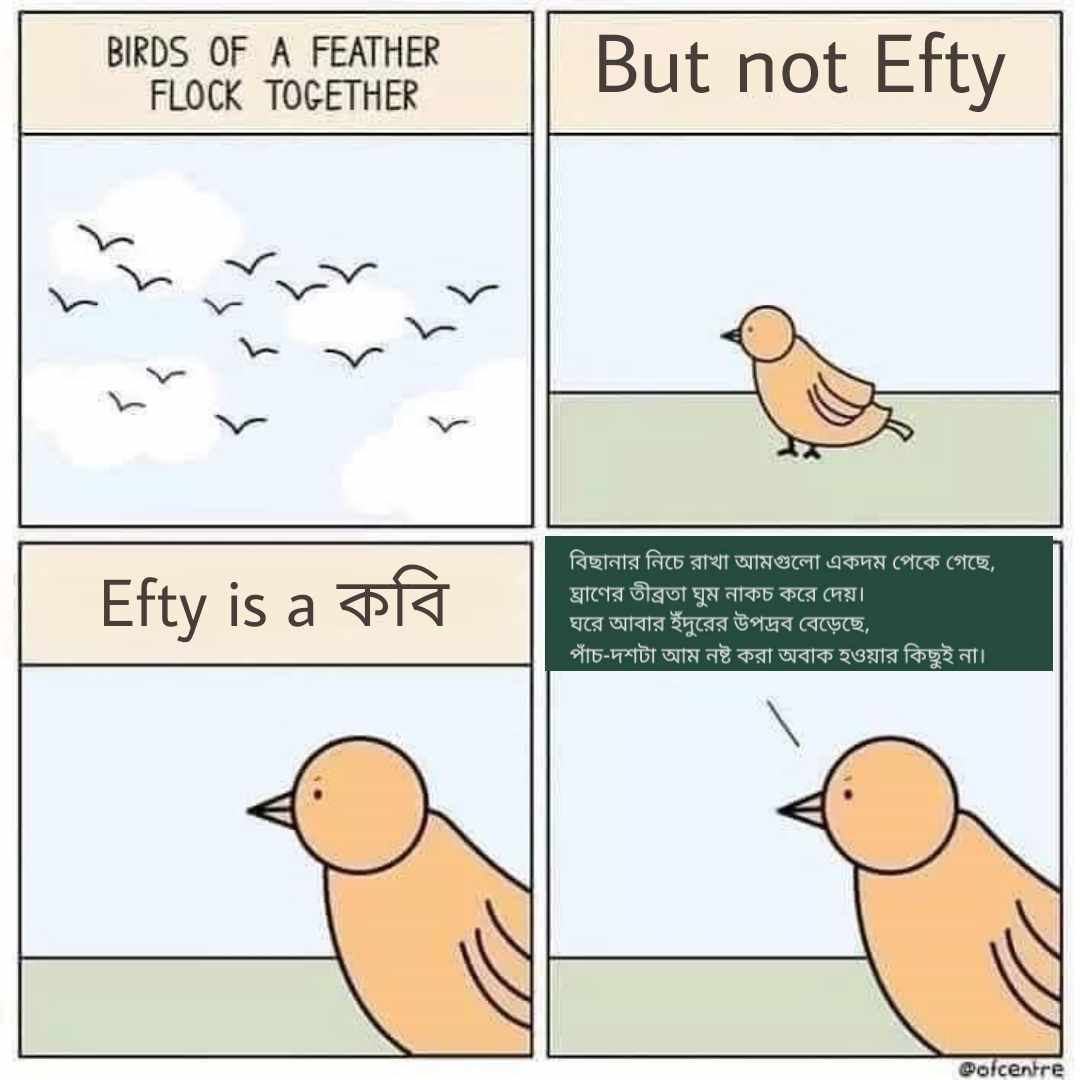 BIRDS OF A FEATHER
FLOCK TOGETHER
But not Efty
Efty is a কবি
বিছানার নিচে রাখা আমগুলো একদম পেকে গেছে,
ঘ্রাণের তীব্রতা ঘুম নাকচ করে দেয়।
ঘরে আবার ইঁদুরের উপদ্রব বেড়েছে,
পাঁচ-দশটা আম নষ্ট করা অবাক হওয়ার কিছুই না।
@ofcentre